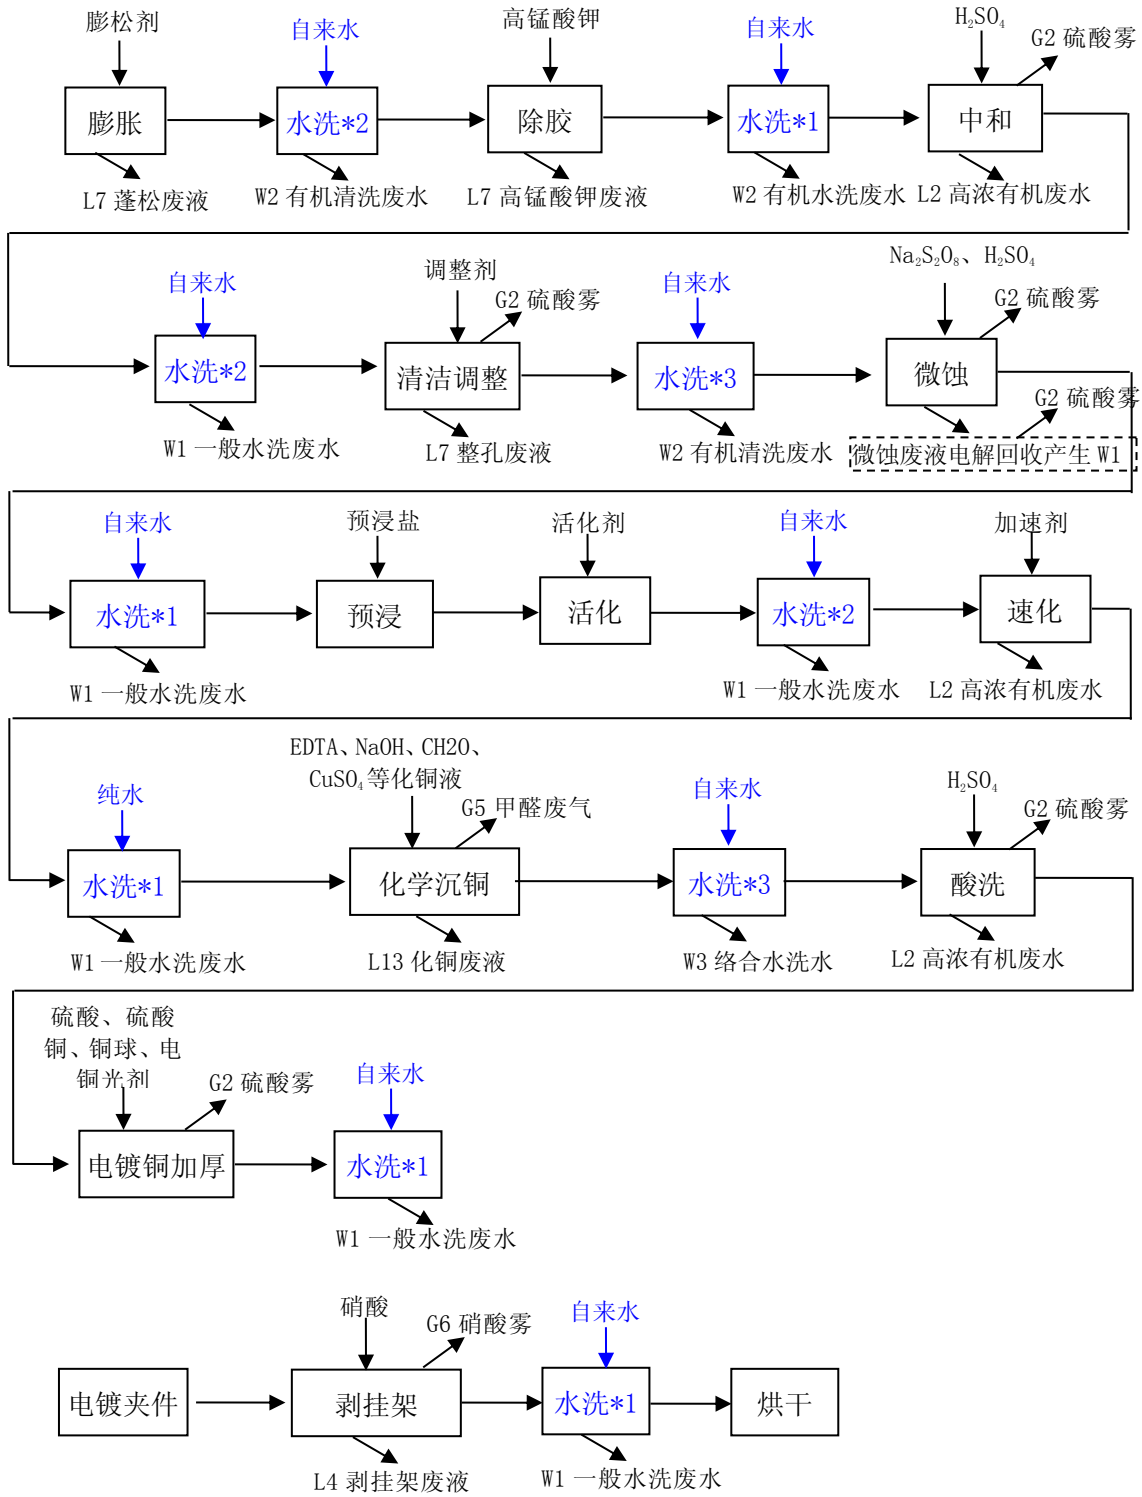 膨松剂
自来水
高锰酸钾
自来水
H₂SO₄
G2 硫酸雾
膨胀
水洗*2
除胶
水洗*1
中和
L7 蓬松废液
W2 有机清洗废水
L7 高锰酸钾废液
W2 有机水洗废水
L2 高浓有机废水
自来水
调整剂
G2 硫酸雾
自来水
Na₂S₂O₈、H₂SO₄
G2 硫酸雾
水洗*2
清洁调整
水洗*3
微蚀
G2 硫酸雾
W1 一般水洗废水
L7 整孔废液
W2 有机清洗废水
微蚀废液电解回收产生 W1
自来水
预浸盐
活化剂
自来水
加速剂
水洗*1
预浸
活化
水洗*2
速化
W1 一般水洗废水
W1 一般水洗废水
L2 高浓有机废水
纯水
EDTA、NaOH、CH2O、
CuSO₄等化铜液
G5 甲醛废气
自来水
H₂SO₄
G2 硫酸雾
水洗*1
化学沉铜
水洗*3
酸洗
W1 一般水洗废水
L13 化铜废液
W3 络合水洗水
L2 高浓有机废水
硫酸、硫酸
铜、铜球、电
铜光剂
G2 硫酸雾
自来水
电镀铜加厚
水洗*1
W1 一般水洗废水
硝酸
G6 硝酸雾
自来水
电镀夹件
剥挂架
水洗*1
烘干
L4 剥挂架废液
W1 一般水洗废水